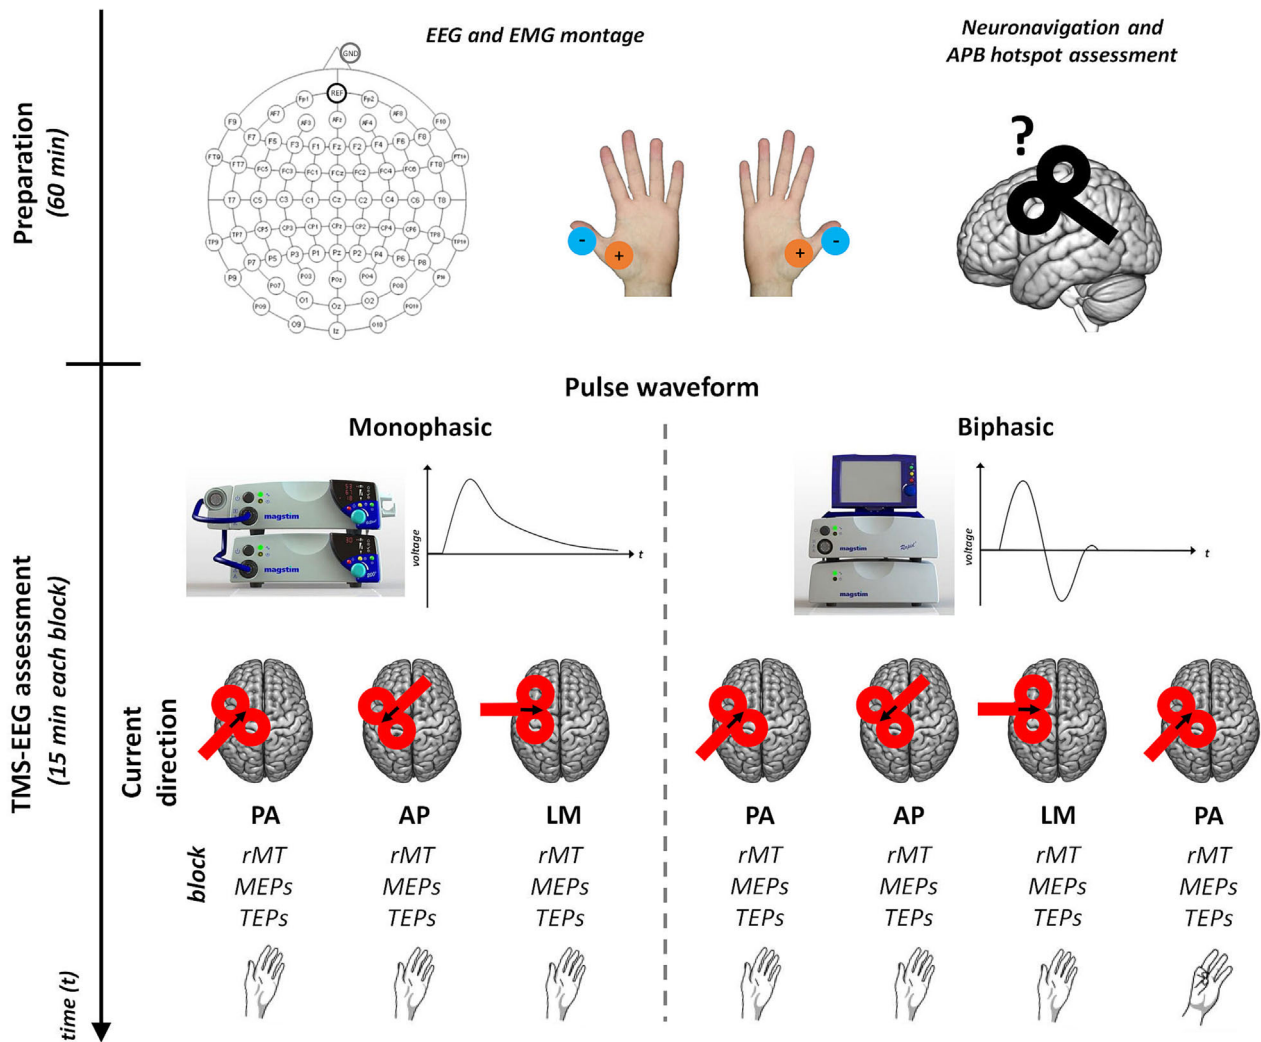 EEG and EMG montage
Neuronavigation and
APB hotspot assessment
Preparation
(60 min)
GND
REF
Fp1
Fp2
AF7
AFz
AF8
AF3
AF4
F9
F10
F7
F5
F3
F1
Fz
F2
F4
F6
F8
FT9
FT7
FC5
FC3
FC1
FCz
FC2
FC4
FC6
FT8
FT10
T7
C5
C3
C1
Cz
C2
C4
C6
T8
TP9
TP7
CP5
CP3
CP1
CPz
CP2
CP4
CP6
TP8
TP10
P9
P7
P5
P3
P1
Pz
P2
P4
P6
P8
PO3
POz
PO4
PO7
PO8
PO9
O1
Oz
O2
PO10
O9
Iz
O10
- + + -
?
Pulse waveform
Monophasic
Biphasic
magstim
magstim
voltage
t
magstim
Rapid²
magstim
voltage
t
TMS-EEG assessment
(15 min each block)
Current
direction
PA AP LM PA AP LM PA
block
rMT rMT rMT rMT rMT rMT rMT
MEPs MEPs MEPs MEPs MEPs MEPs MEPs
TEPs TEPs TEPs TEPs TEPs TEPs TEPs
time (t)